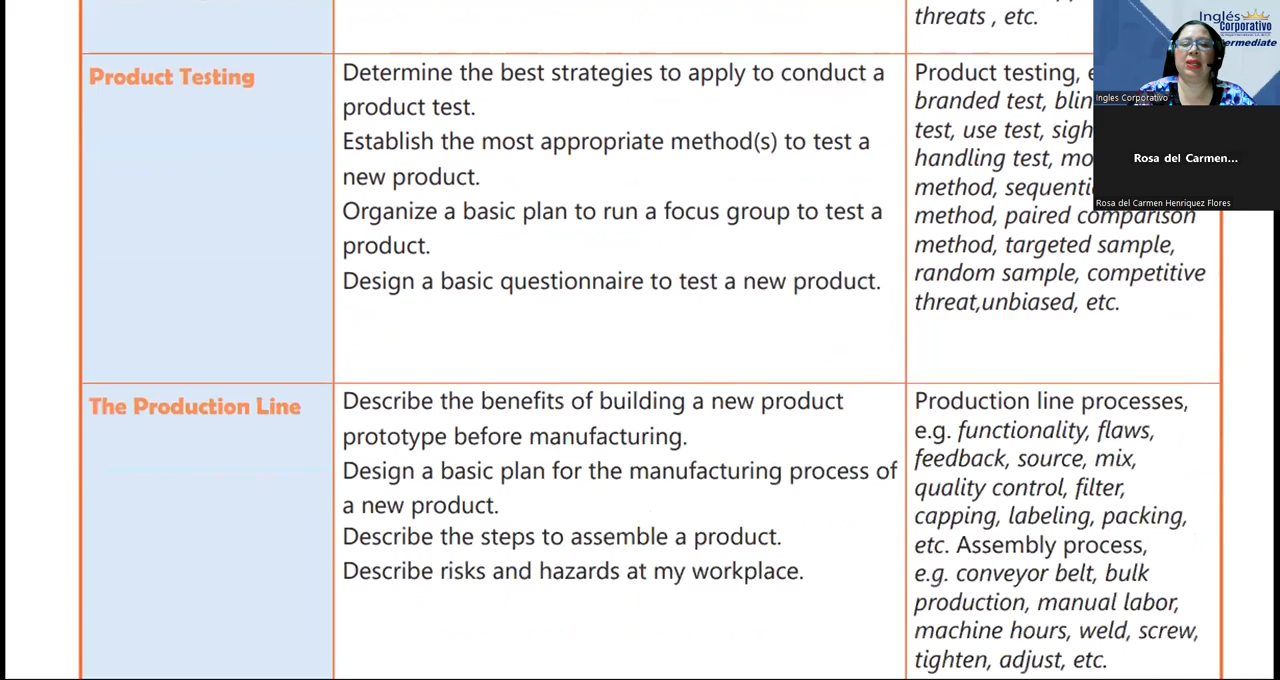 threats , etc.
Product Testing
Determine the best strategies to apply to conduct a
product test.
Establish the most appropriate method(s) to test a
new product.
Organize a basic plan to run a focus group to test a
product.
Design a basic questionnaire to test a new product.
Product testing,
branded test,
test, use test,
handling test,
method,
method, paired comparison
method, targeted sample,
random sample, competitive
threat,unbiased, etc.
The Production Line
Describe the benefits of building a new product
prototype before manufacturing.
Design a basic plan for the manufacturing process of
a new product.
Describe the steps to assemble a product.
Describe risks and hazards at my workplace.
Production line processes,
e.g. functionality, flaws,
feedback, source, mix,
quality control, filter,
capping, labeling, packing,
etc. Assembly process,
e.g. conveyor belt, bulk
production, manual labor,
machine hours, weld, screw,
tighten, adjust, etc.
Inglés
Corporativo
Ingles Corporativo
Rosa del Carmen...
Rosa del Carmen Henriquez Flores